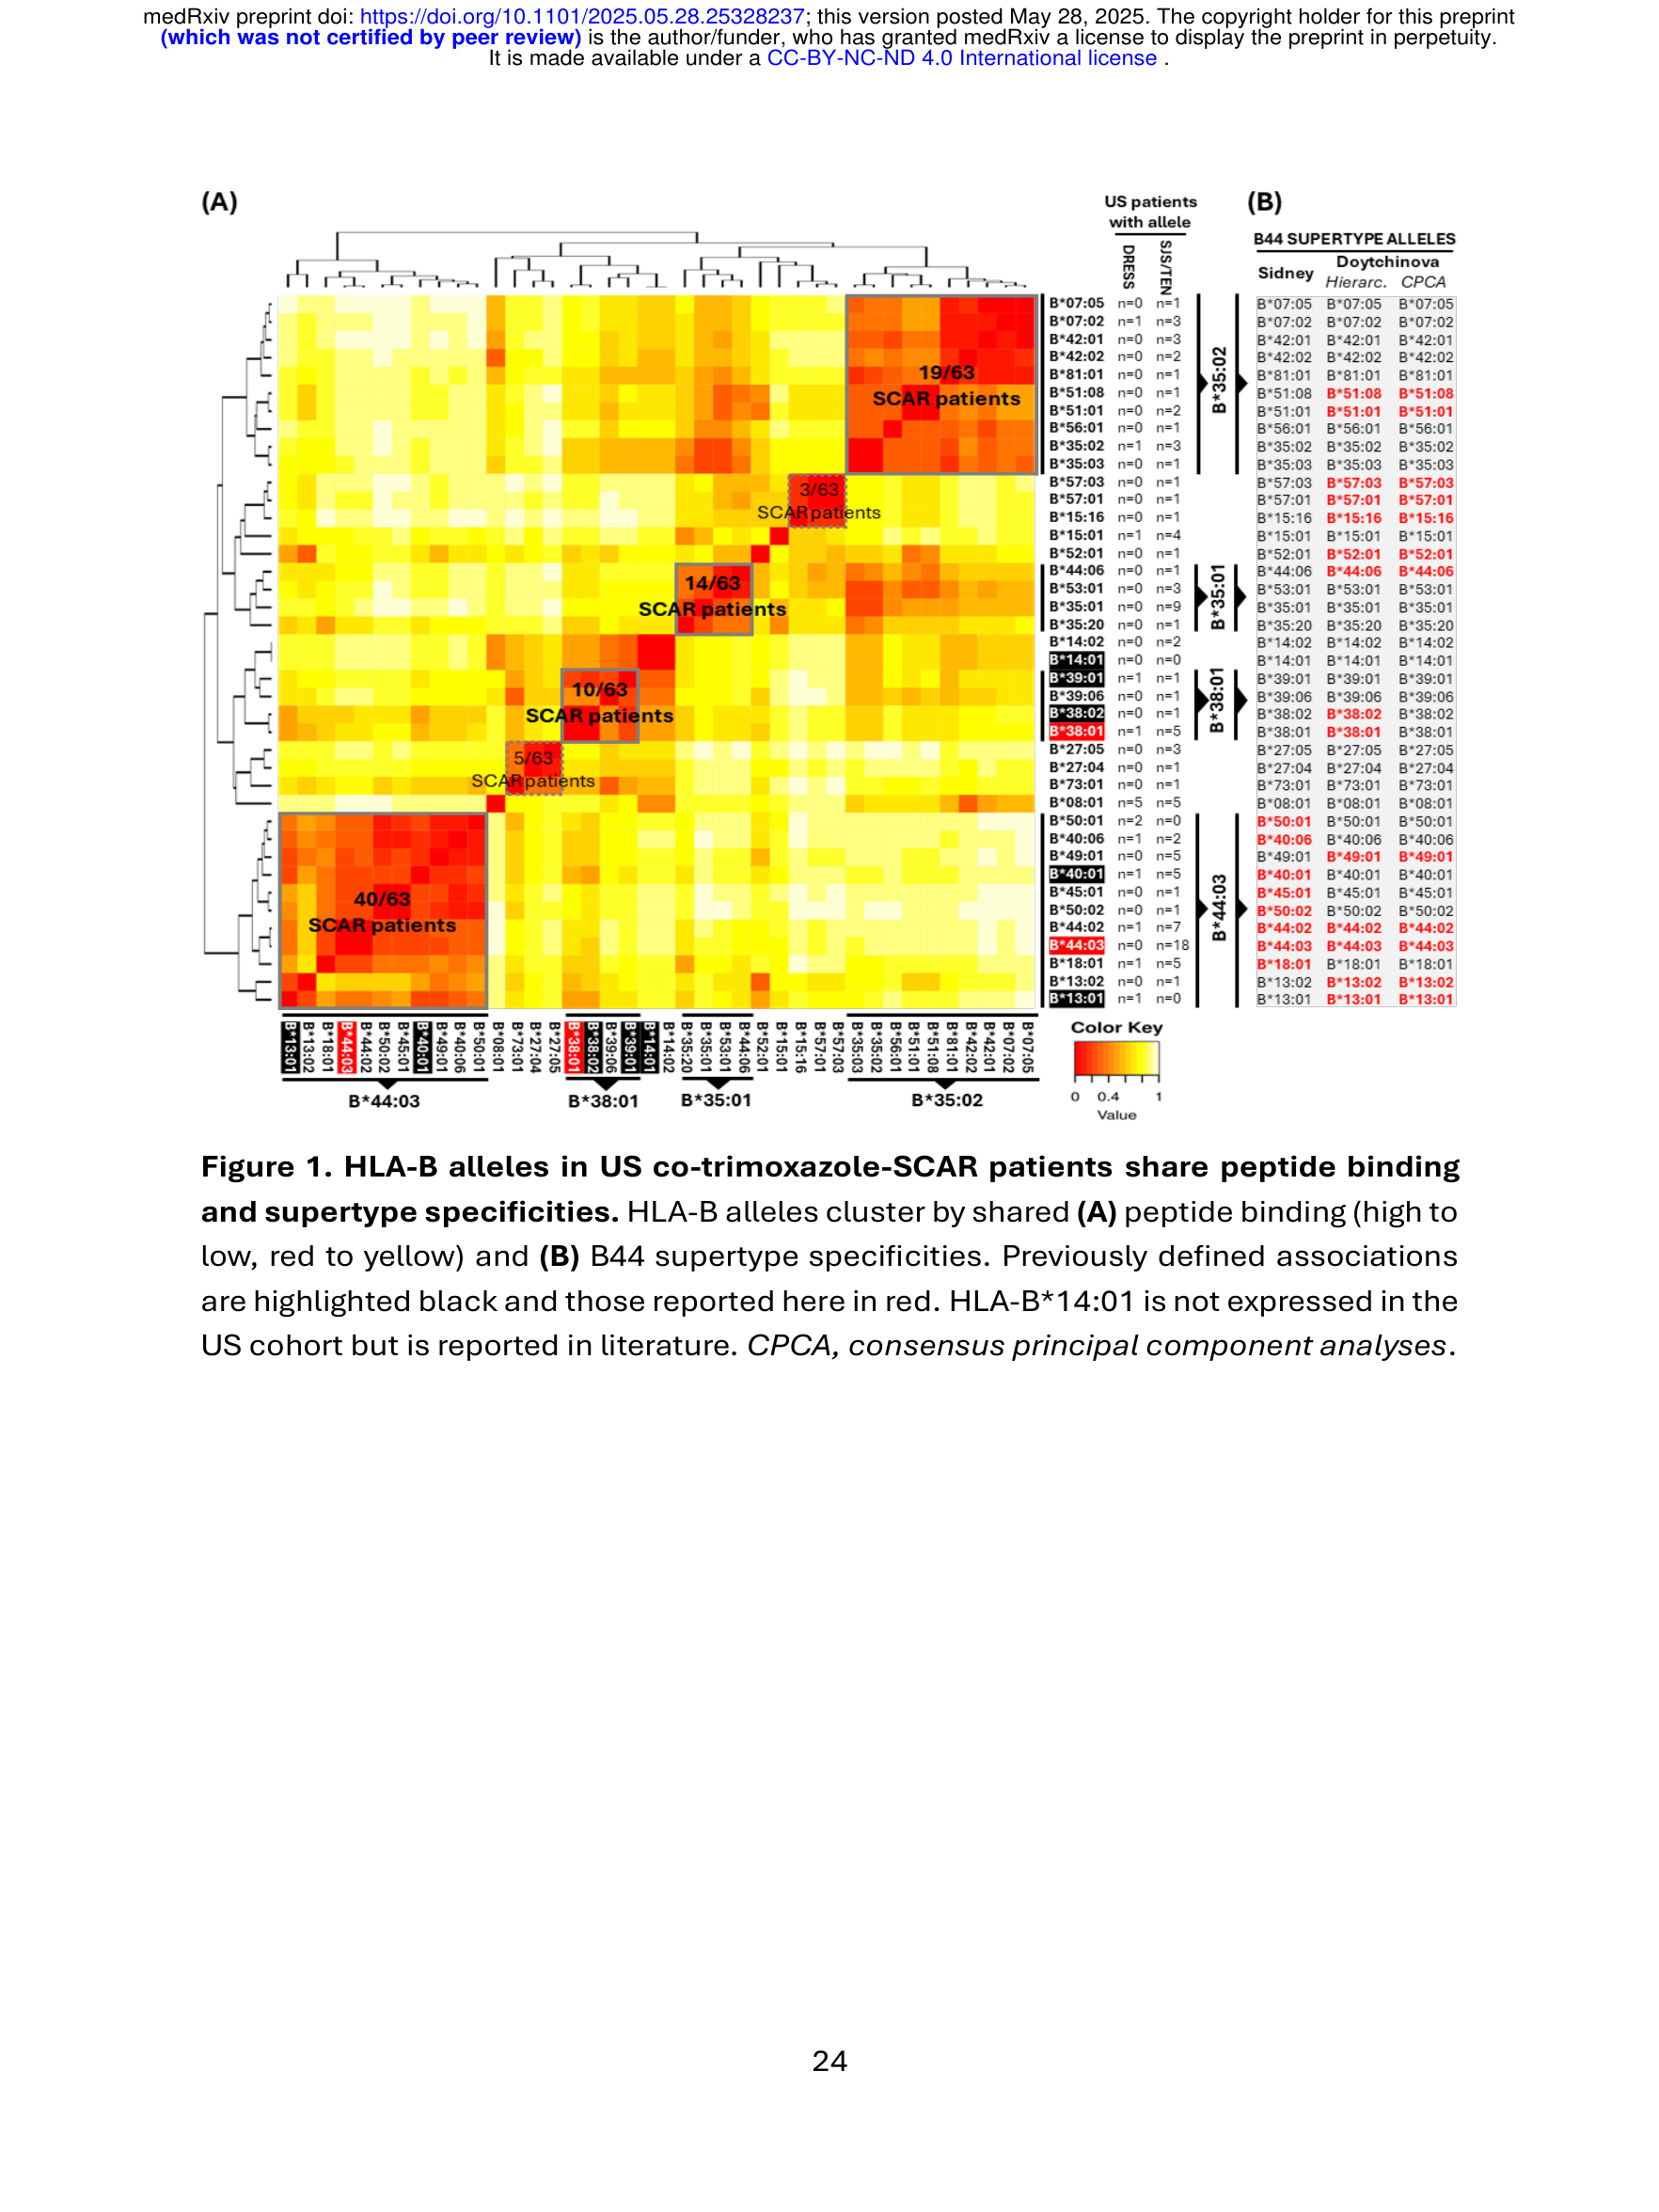 medRxiv preprint doi: https://doi.org/10.1101/2025.05.28.25328237; this version posted May 28, 2025. The copyright holder for this preprint
(which was not certified by peer review) is the author/funder, who has granted medRxiv a license to display the preprint in perpetuity.
It is made available under a CC-BY-NC-ND 4.0 International license .
(A)
US patients
with allele
DRESS
SJS/TEN
(B)
B44 SUPERTYPE ALLELES
Sidney
Doytchinova
Hierarc. CPCA
B*07:05 n=0 n=1 B*07:05 B*07:05 B*07:05
B*07:02 n=1 n=3 B*07:02 B*07:02 B*07:02
B*42:01 n=0 n=3 B*42:01 B*42:01 B*42:01
B*42:02 n=0 n=2 B*42:02 B*42:02 B*42:02
B*81:01 n=0 n=1 B*81:01 B*81:01 B*81:01
B*51:08 n=0 n=1 B*51:08 B*51:08 B*51:08
B*51:01 n=0 n=2 B*51:01 B*51:01 B*51:01
B*56:01 n=0 n=1 B*56:01 B*56:01 B*56:01
B*35:02 n=1 n=3 B*35:02 B*35:02 B*35:02
B*35:03 n=0 n=1 B*35:03 B*35:03 B*35:03
B*57:03 n=0 n=1 B*57:03 B*57:03 B*57:03
B*57:01 n=0 n=1 B*57:01 B*57:01 B*57:01
B*15:16 n=0 n=1 B*15:16 B*15:16 B*15:16
B*15:01 n=1 n=4 B*15:01 B*15:01 B*15:01
B*52:01 n=0 n=1 B*52:01 B*52:01 B*52:01
B*44:06 n=0 n=1 B*44:06 B*44:06 B*44:06
B*53:01 n=0 n=3 B*53:01 B*53:01 B*53:01
B*35:01 n=0 n=9 B*35:01 B*35:01 B*35:01
B*35:20 n=0 n=1 B*35:20 B*35:20 B*35:20
B*14:02 n=0 n=2 B*14:02 B*14:02 B*14:02
B*14:01 n=0 n=0 B*14:01 B*14:01 B*14:01
B*39:01 n=1 n=1 B*39:01 B*39:01 B*39:01
B*39:06 n=0 n=1 B*39:06 B*39:06 B*39:06
B*38:02 n=0 n=1 B*38:02 B*38:02 B*38:02
B*38:01 n=1 n=5 B*38:01 B*38:01 B*38:01
B*27:05 n=0 n=3 B*27:05 B*27:05 B*27:05
B*27:04 n=0 n=1 B*27:04 B*27:04 B*27:04
B*73:01 n=0 n=1 B*73:01 B*73:01 B*73:01
B*08:01 n=5 n=5 B*08:01 B*08:01 B*08:01
B*50:01 n=2 n=0 B*50:01 B*50:01 B*50:01
B*40:06 n=1 n=2 B*40:06 B*40:06 B*40:06
B*49:01 n=0 n=5 B*49:01 B*49:01 B*49:01
B*40:01 n=1 n=5 B*40:01 B*40:01 B*40:01
B*45:01 n=0 n=1 B*45:01 B*45:01 B*45:01
B*50:02 n=0 n=1 B*50:02 B*50:02 B*50:02
B*44:02 n=1 n=7 B*44:02 B*44:02 B*44:02
B*44:03 n=0 n=18 B*44:03 B*44:03 B*44:03
B*18:01 n=1 n=5 B*18:01 B*18:01 B*18:01
B*13:02 n=0 n=1 B*13:02 B*13:02 B*13:02
B*13:01 n=1 n=0 B*13:01 B*13:01 B*13:01
B*35:02
B*35:01
B*38:01
B*44:03
19/63
SCAR patients
3/63
SCAR patients
14/63
SCAR patients
10/63
SCAR patients
5/63
SCAR patients
40/63
SCAR patients
B*13:01 B*13:02 B*18:01 B*44:03 B*44:02 B*50:02 B*45:01 B*40:01 B*49:01 B*40:06 B*50:01 B*08:01 B*73:01 B*27:04 B*27:05 B*38:01 B*38:02 B*39:06 B*39:01 B*14:01 B*14:02 B*35:20 B*35:01 B*53:01 B*44:06 B*52:01 B*15:01 B*15:16 B*57:01 B*57:03 B*35:03 B*35:02 B*56:01 B*51:01 B*51:08 B*81:01 B*42:02 B*42:01 B*07:02 B*07:05
B*44:03 B*38:01 B*35:01 B*35:02
Color Key
0 0.4 1
Value
Figure 1. HLA-B alleles in US co-trimoxazole-SCAR patients share peptide binding
and supertype specificities. HLA-B alleles cluster by shared (A) peptide binding (high to
low, red to yellow) and (B) B44 supertype specificities. Previously defined associations
are highlighted black and those reported here in red. HLA-B*14:01 is not expressed in the
US cohort but is reported in literature. CPCA, consensus principal component analyses.
24